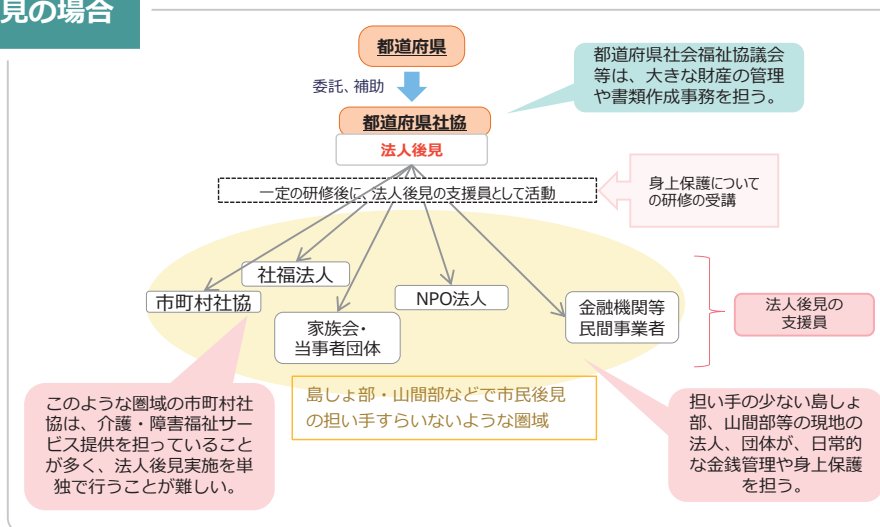 見の場合
都道府県
委託、補助
都道府県社会福祉協議会
等は、大きな財産の管理
や書類作成事務を担う。
都道府県社協
法人後見
一定の研修後に、法人後見の支援員として活動
身上保護について
の研修の受講
社福法人
市町村社協
NPO法人
家族会・
当事者団体
金融機関等
民間事業者
法人後見の
支援員
島しょ部・山間部などで市民後見
の担い手すらいないような圏域
このような圏域の市町村社
協は、介護・障害福祉サー
ビス提供を担っていること
が多く、法人後見実施を単
独で行うことが難しい。
担い手の少ない島しょ
部、山間部等の現地の
法人、団体が、日常的
な金銭管理や身上保護
を担う。